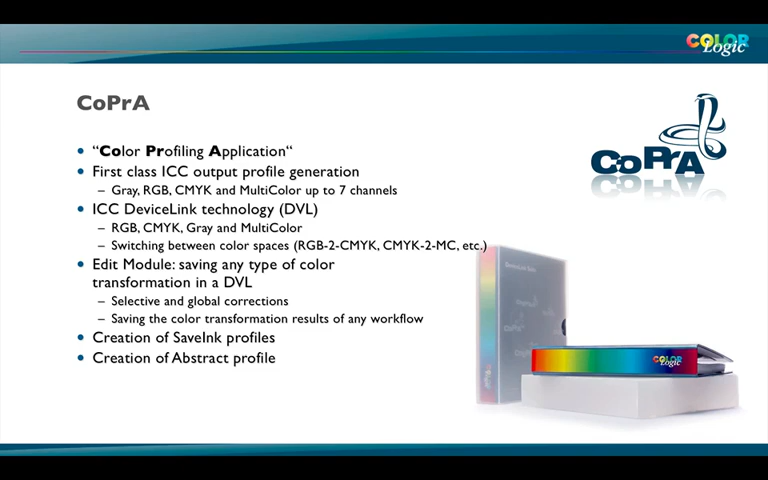 COLOR
Logic
CoPrA
• "Color Profiling Application"
• First class ICC output profile generation
– Gray, RGB, CMYK and MultiColor up to 7 channels
• ICC DeviceLink technology (DVL)
– RGB, CMYK, Gray and MultiColor
– Switching between color spaces (RGB-2-CMYK, CMYK-2-MC, etc.)
• Edit Module: saving any type of color
transformation in a DVL
– Selective and global corrections
– Saving the color transformation results of any workflow
• Creation of SaveInk profiles
• Creation of Abstract profile
CoPrA
COLOR
Logic